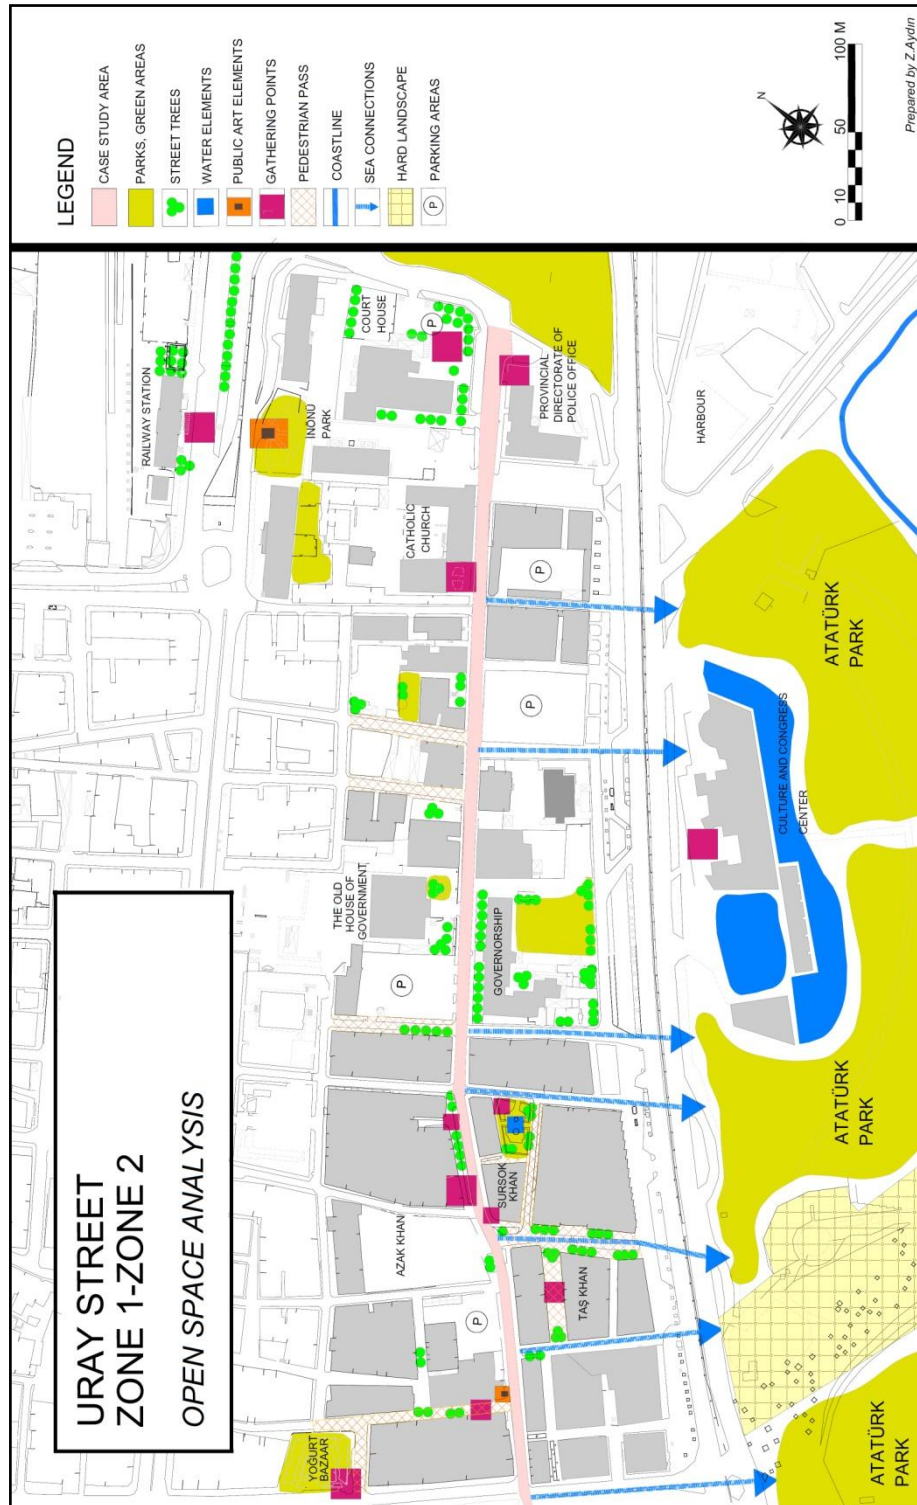 URAY STREET
ZONE 1-ZONE 2
OPEN SPACE ANALYSIS
LEGEND
CASE STUDY AREA
PARKS, GREEN AREAS
STREET TREES
WATER ELEMENTS
PUBLIC ART ELEMENTS
GATHERING POINTS
PEDESTRIAN PASS
COASTLINE
SEA CONNECTIONS
HARD LANDSCAPE
P
PARKING AREAS
N
0 10 50 100 M
Prepared by Z.Aydın
RAILWAY STATION
INÖNÜ
PARK
COURT
HOUSE
P
CATHOLIC
CHURCH
PROVINCIAL
DIRECTORATE OF
POLICE OFFICE
P
P
THE OLD
HOUSE OF
GOVERNMENT
P
GOVERNORSHIP
AZAK KHAN
SURSOK
KHAN
TAŞ KHAN
P
YOĞURT
BAZAAR
HARBOUR
CULTURE AND CONGRESS
CENTER
ATATÜRK
PARK
ATATÜRK
PARK
ATATÜRK
PARK